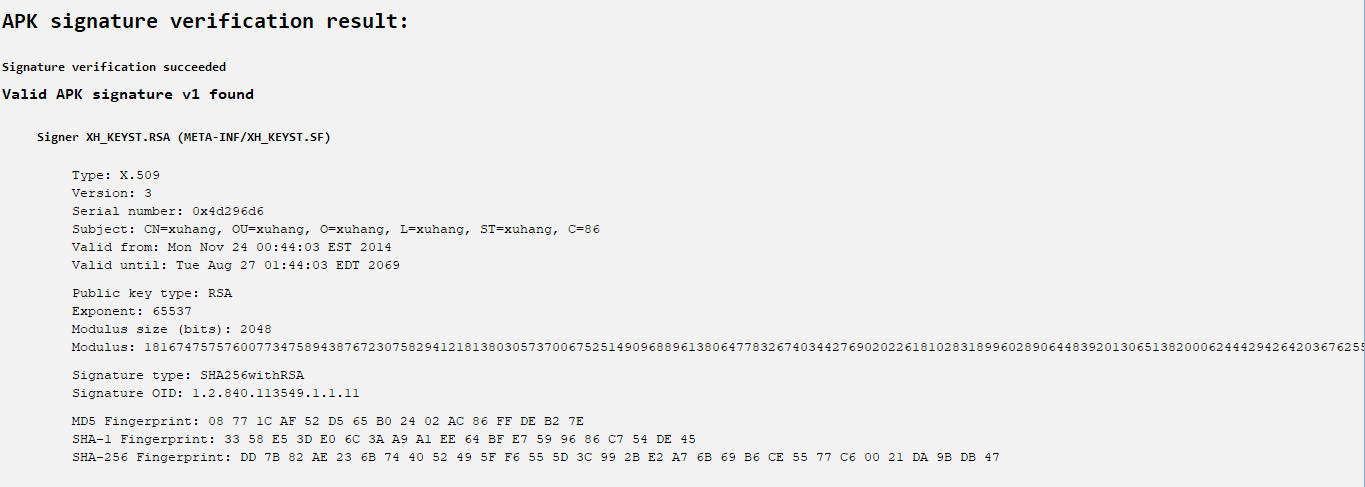 APK signature verification result:
Signature verification succeeded
Valid APK signature v1 found
Signer XH_KEYST.RSA (META-INF/XH_KEYST.SF)
Type: X.509
Version: 3
Serial number: 0x4d296d6
Subject: CN=xuhang, OU=xuhang, O=xuhang, L=xuhang, ST=xuhang, C=86
Valid from: Mon Nov 24 00:44:03 EST 2014
Valid until: Tue Aug 27 01:44:03 EDT 2069
Public key type: RSA
Exponent: 65537
Modulus size (bits): 2048
Modulus: 181674757576007734758943876723075829412181380305737006752514909688961380647783267403442769020226181028318996028906448392013065138200062444294264203676255
Signature type: SHA256withRSA
Signature OID: 1.2.840.113549.1.1.11
MD5 Fingerprint: 08 77 1C AF 52 D5 65 B0 24 02 AC 86 FF DE B2 7E
SHA-1 Fingerprint: 33 58 E5 3D E0 6C 3A A9 A1 EE 64 BF E7 59 96 86 C7 54 DE 45
SHA-256 Fingerprint: DD 7B 82 AE 23 6B 74 40 52 49 5F F6 55 5D 3C 99 2B E2 A7 6B 69 B6 CE 55 77 C6 00 21 DA 9B DB 47